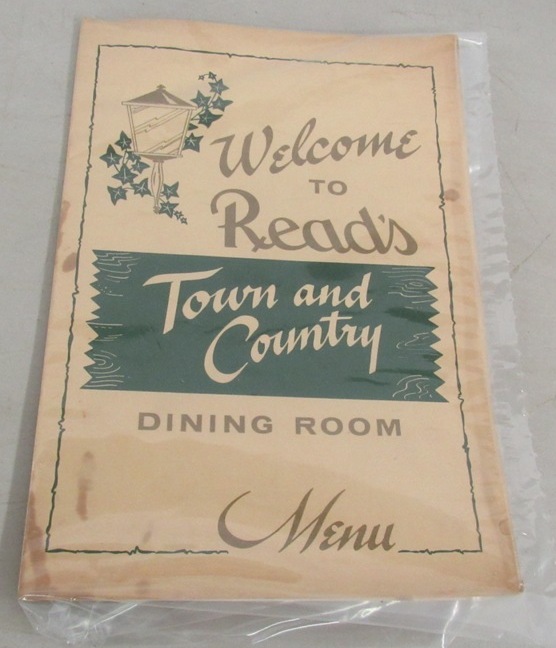 Welcome
TO
Read's
Town and
Country
DINING ROOM
Menu